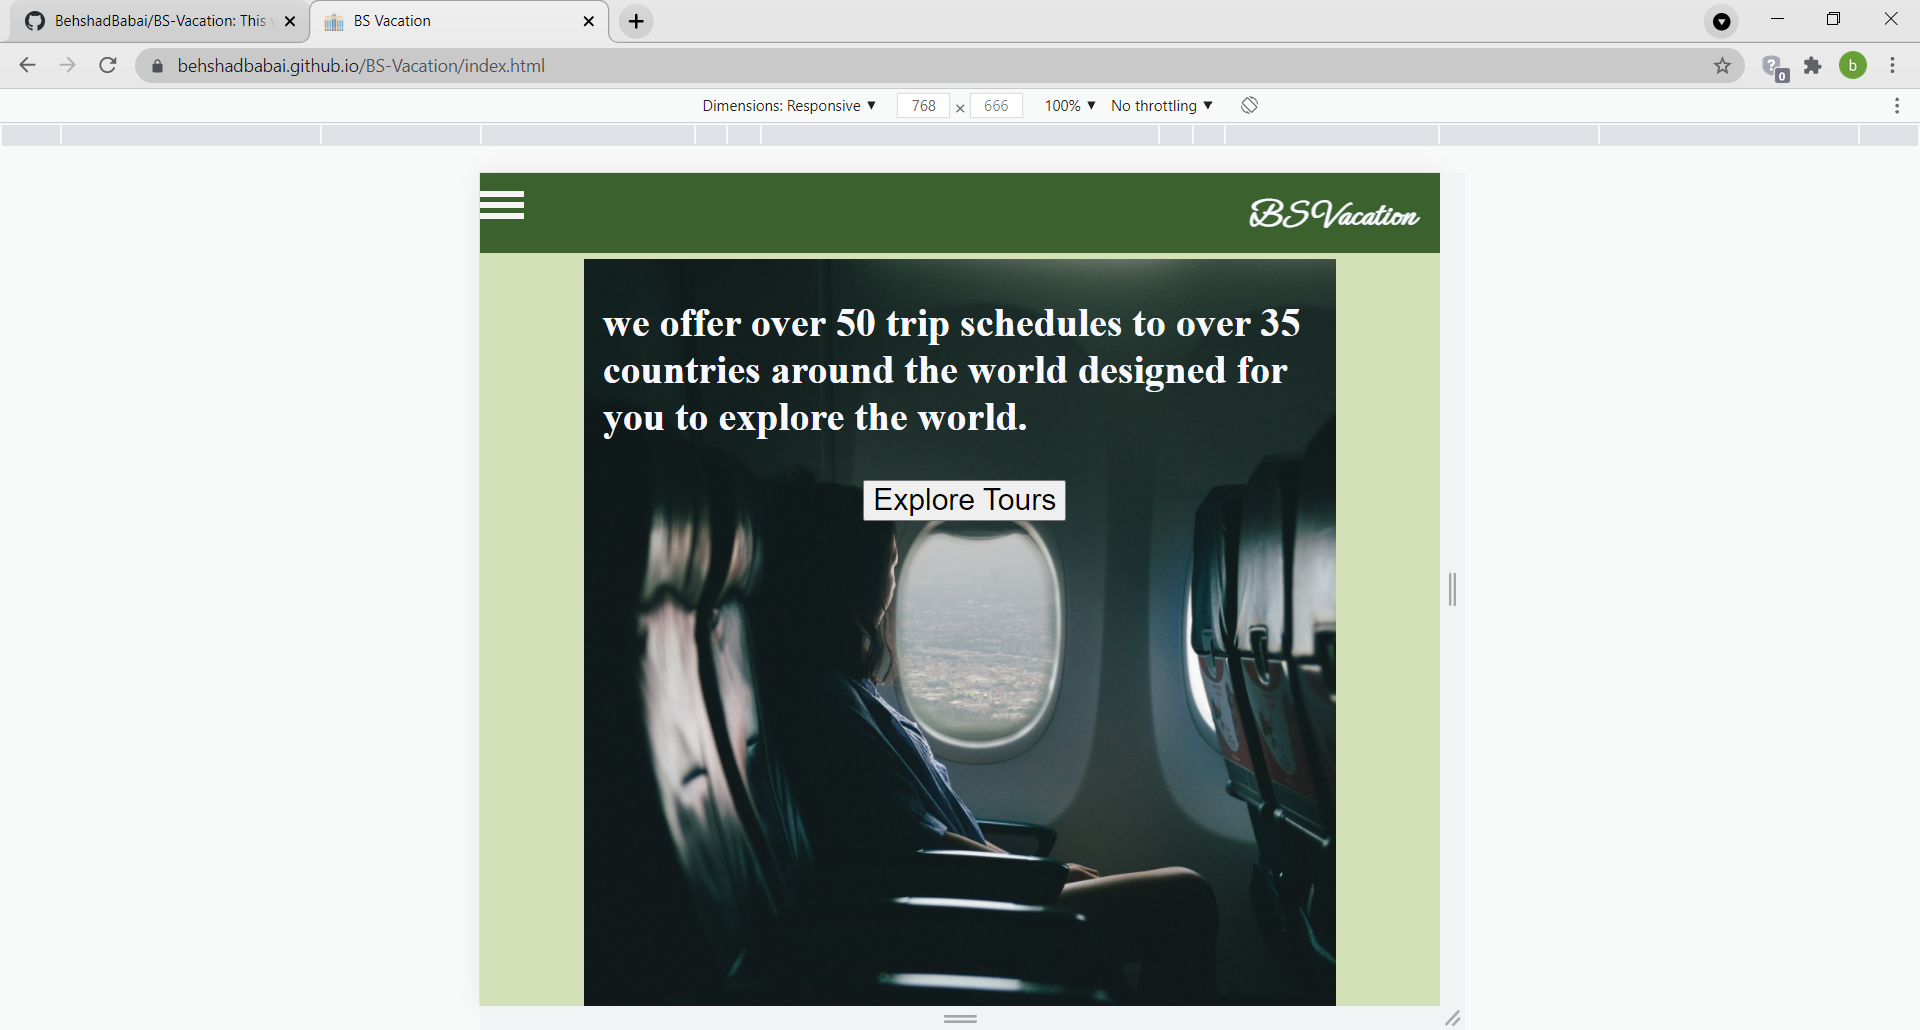 BehshadBabai/BS-Vacation: This
BS Vacation
behshadbabai.github.io/BS-Vacation/index.html
b
0
Dimensions: Responsive 768 × 666 100% No throttling
BSVacation
we offer over 50 trip schedules to over 35
countries around the world designed for
you to explore the world.
Explore Tours